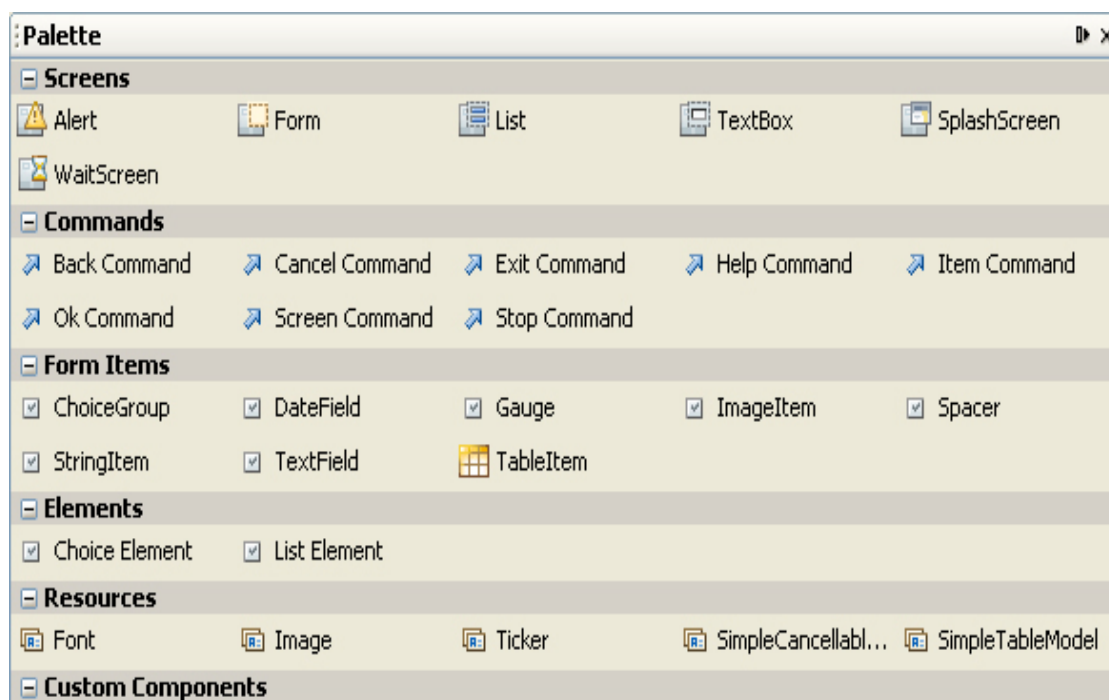 Palette
Screens
Alert Form List TextBox SplashScreen
WaitScreen
Commands
Back Command Cancel Command Exit Command Help Command Item Command
Ok Command Screen Command Stop Command
Form Items
ChoiceGroup DateField Gauge ImageItem Spacer
StringItem TextField TableItem
Elements
Choice Element List Element
Resources
Font Image Ticker SimpleCancellabl... SimpleTableModel
Custom Components